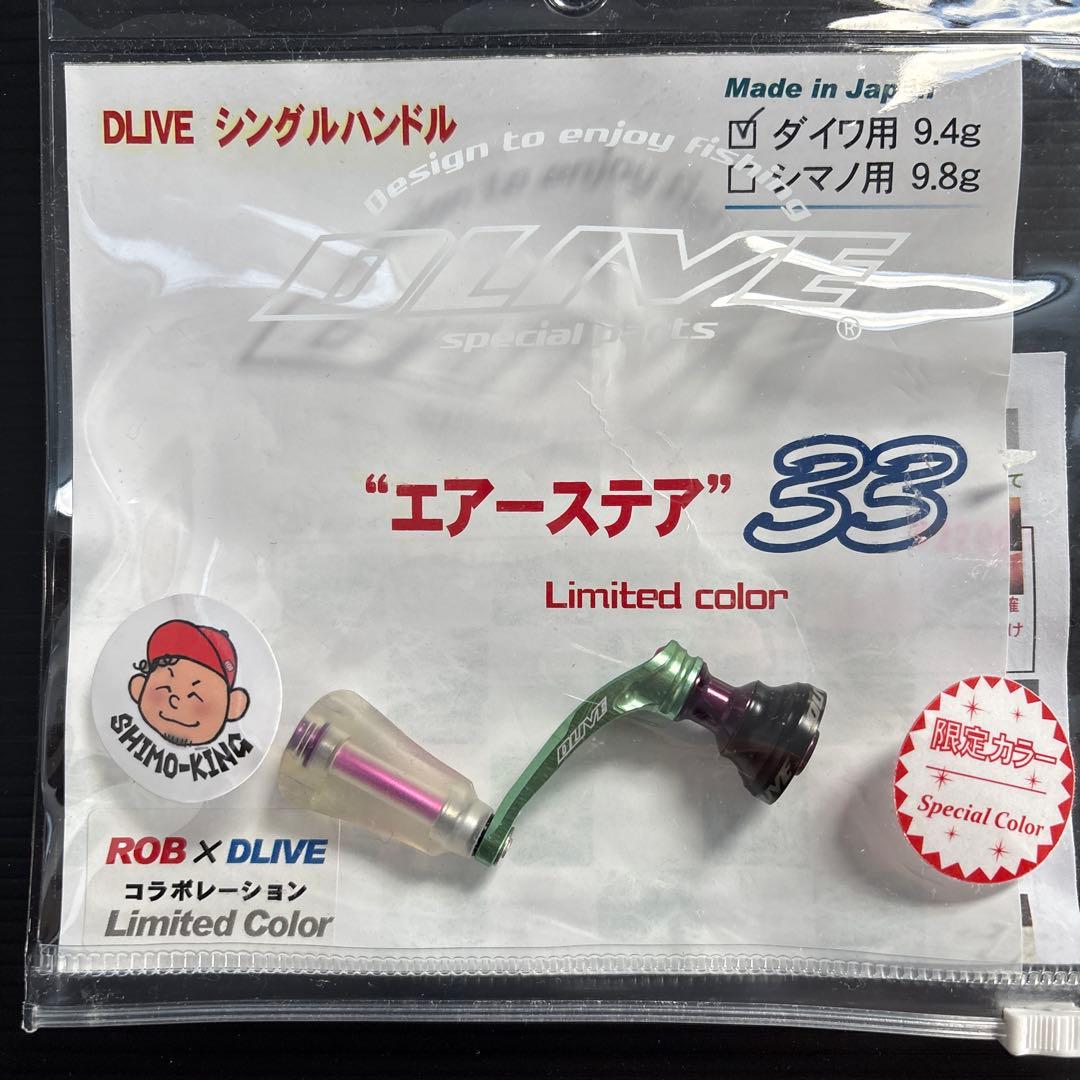 DLIVE シングルハンドル
Made in Japan
ダイワ用 9.4g
シマノ用 9.8g
Design to enjoy fishing
DLIVE
special parts
®
“エアーステア” 33
Limited color
DLIVE
SHIMO-KING
限定カラー
Special Color
ROB×DLIVE
コラボレーション
Limited Color
て
確
け